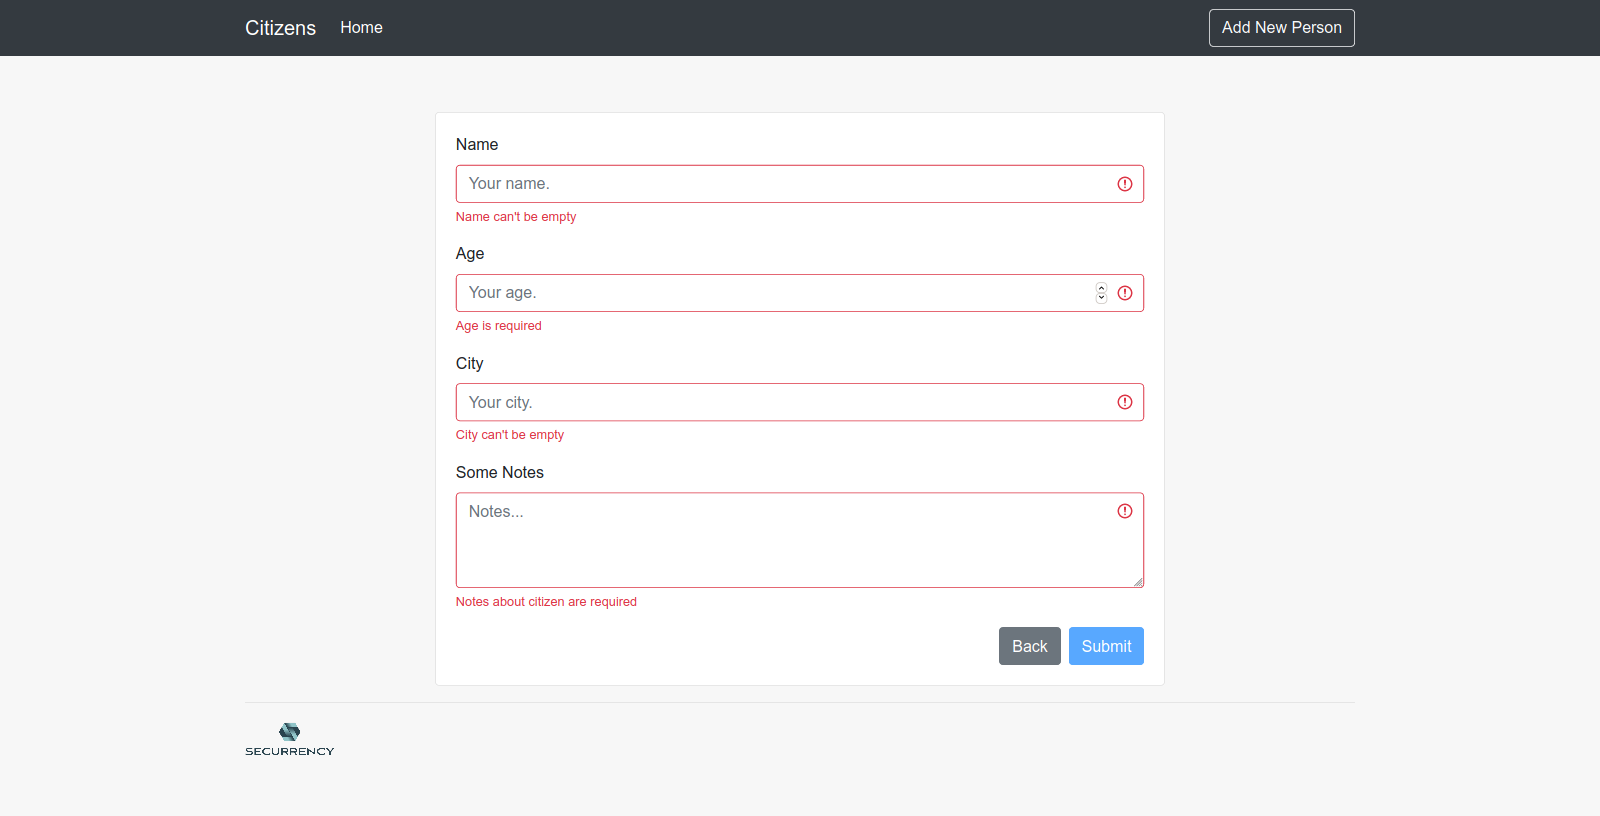 Citizens Home Add New Person
Name
Your name.
Name can't be empty
Age
Your age.
Age is required
City
Your city.
City can't be empty
Some Notes
Notes...
Notes about citizen are required
Back Submit
SECURRENCY